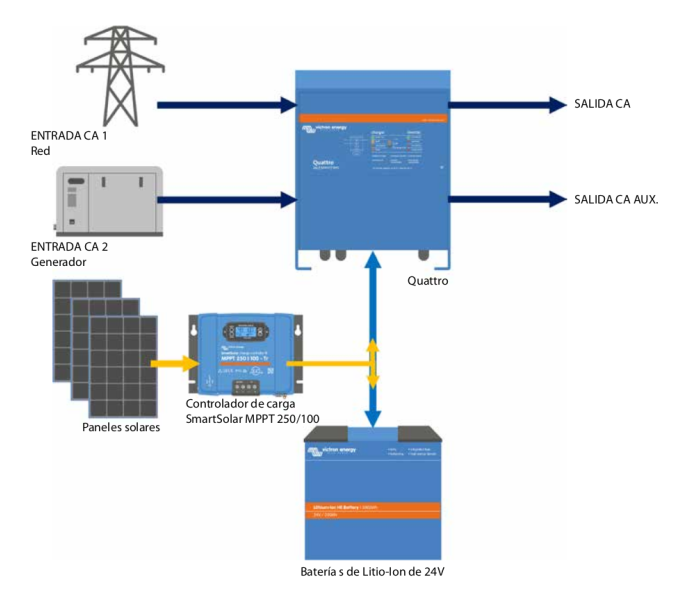 ENTRADA CA 1
Red
SALIDA CA
victron energy
Quattro
ENTRADA CA 2
Generador
SALIDA CA AUX.
Quattro
MPPT 250 | 100 - Tr
Controlador de carga
SmartSolar MPPT 250/100
Paneles solares
victron energy
Batería s de Litio-Ion de 24V